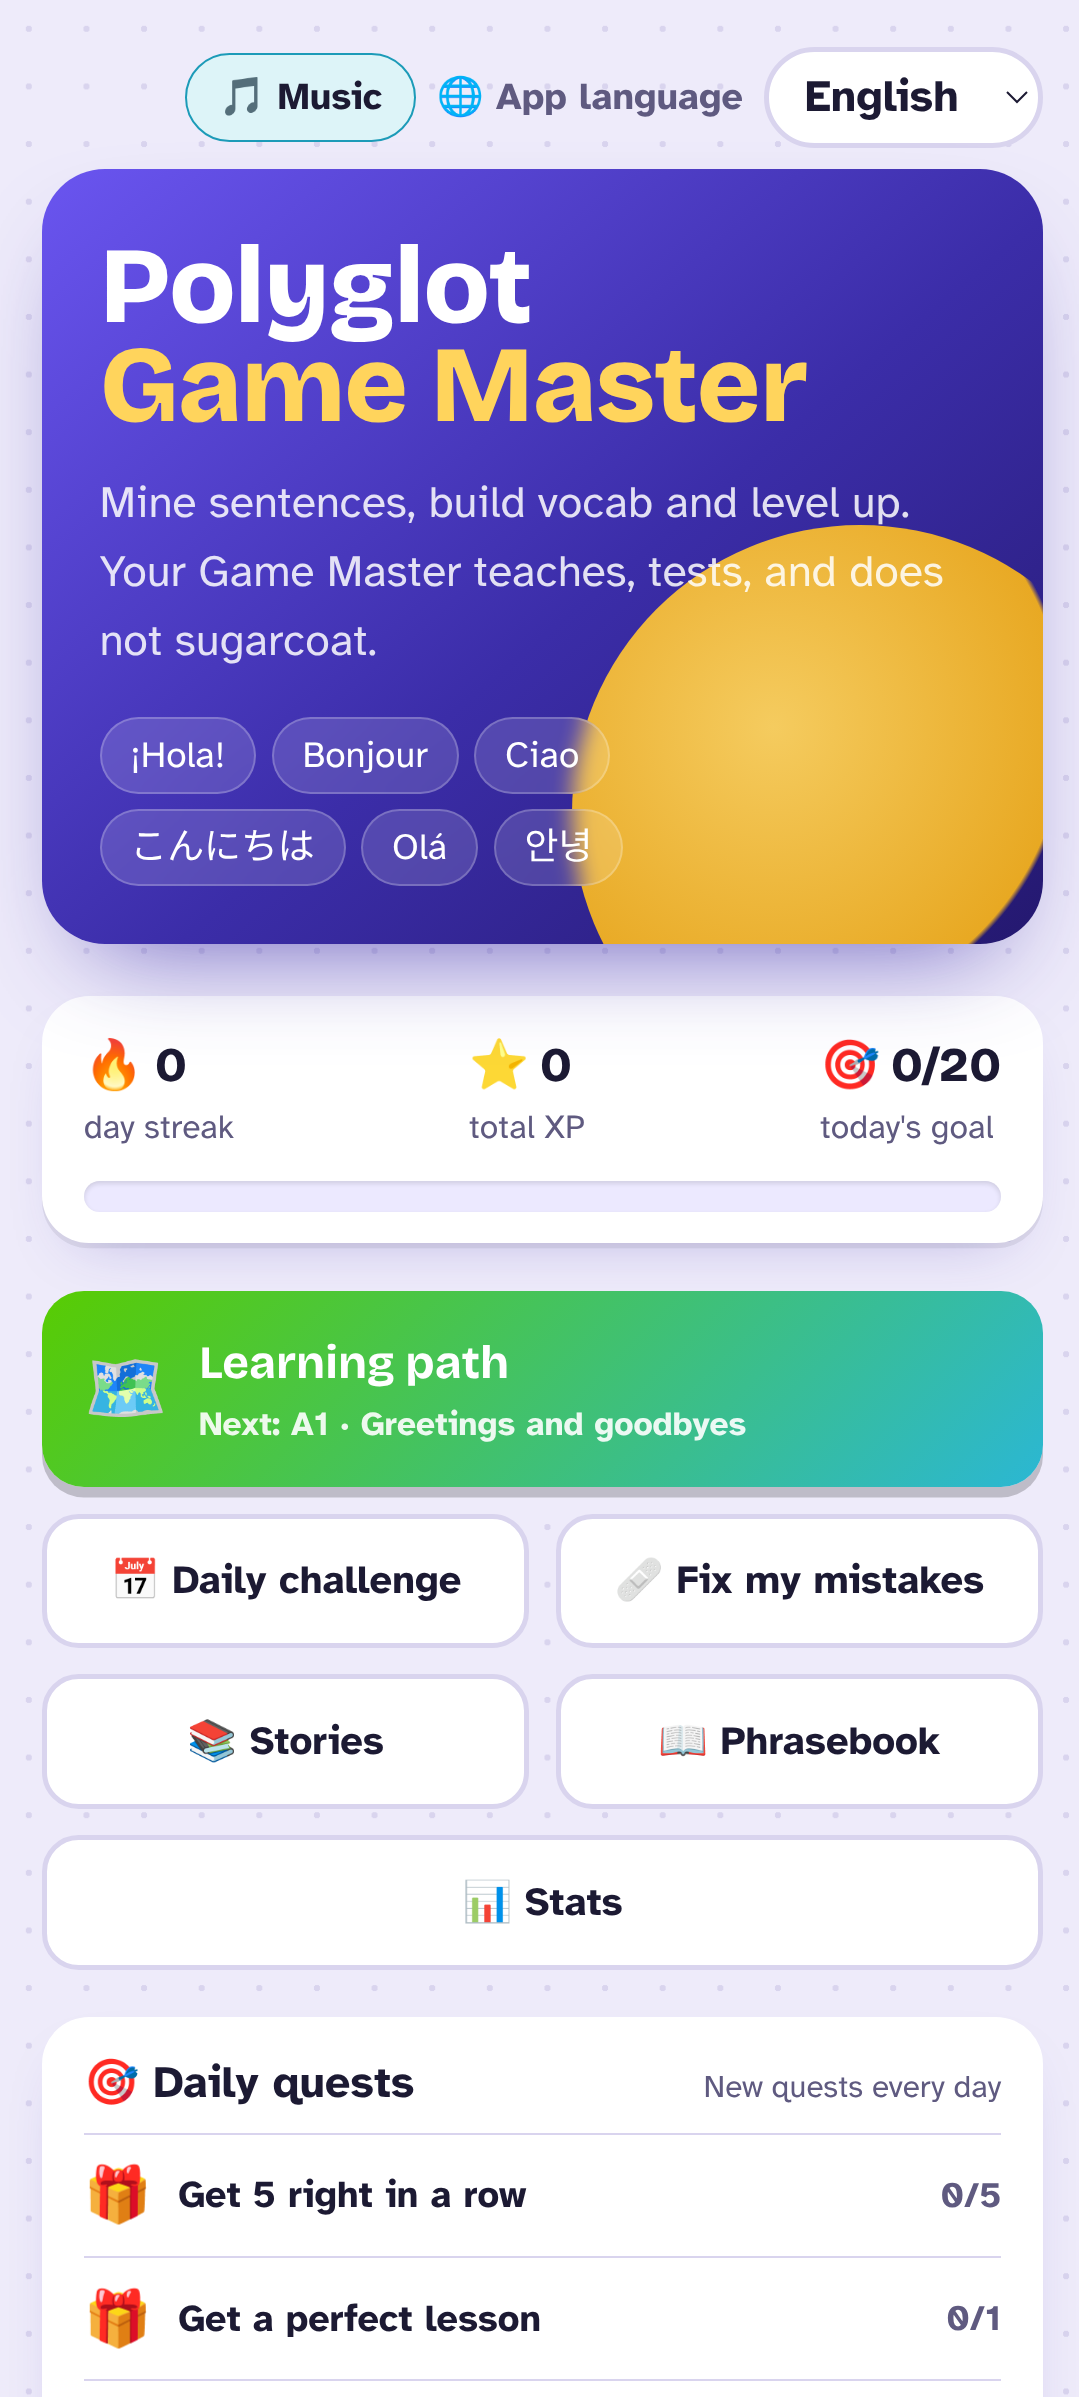 🎵 Music 🌐 App language English
Polyglot
Game Master
Mine sentences, build vocab and level up.
Your Game Master teaches, tests, and does
not sugarcoat.
¡Hola! Bonjour Ciao
こんにちは Olá 안녕
🔥 0 ⭐ 0 🎯 0/20
day streak total XP today's goal
Learning path
Next: A1 · Greetings and goodbyes
📅 Daily challenge 🩹 Fix my mistakes
📚 Stories 📖 Phrasebook
📊 Stats
🎯 Daily quests New quests every day
🎁 Get 5 right in a row 0/5
🎁 Get a perfect lesson 0/1